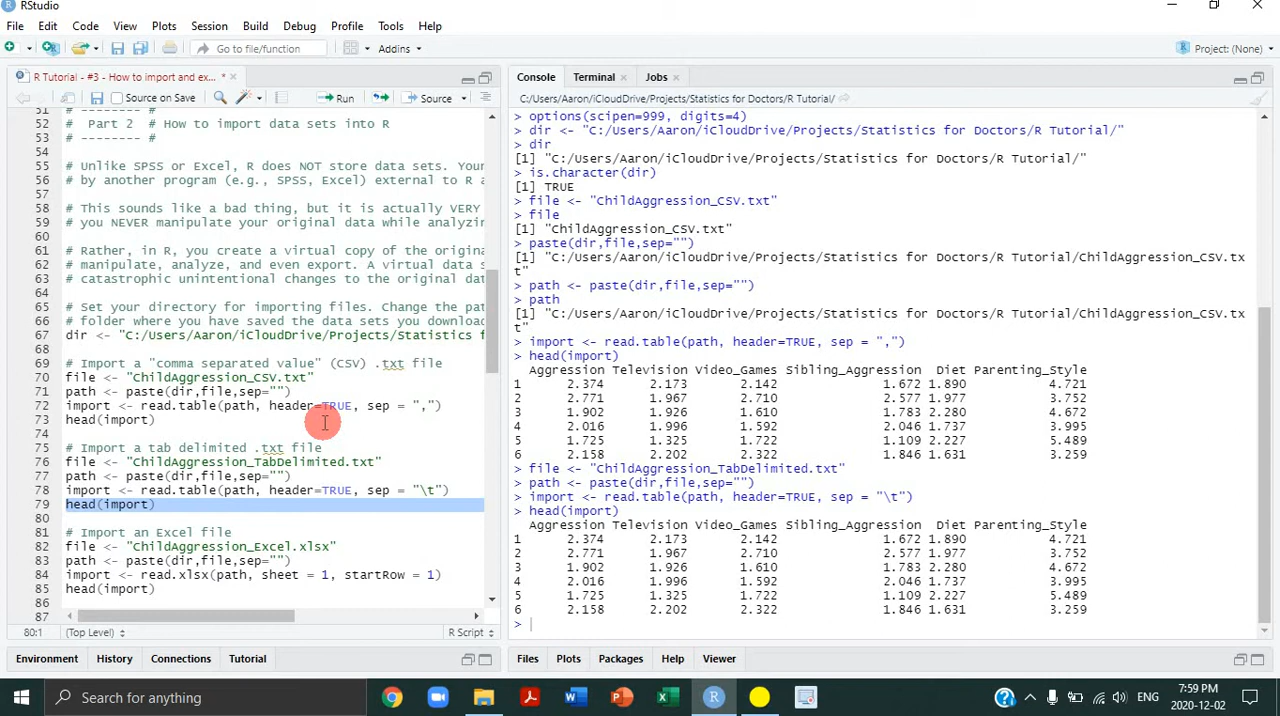 RStudio
File Edit Code View Plots Session Build Debug Profile Tools Help
Go to file/function Addins Project: (None)
R Tutorial - #3 - How to import and ex... *
Source on Save Run Source
51 # -------- #
52 # Part 2 # How to import data sets into R
53 # -------- #
54
55 # Unlike SPSS or Excel, R does NOT store data sets. Your
56 # by another program (e.g., SPSS, Excel) external to R a
57
58 # This sounds like a bad thing, but it is actually VERY
59 # you NEVER manipulate your original data while analyzin
60
61 # Rather, in R, you create a virtual copy of the origina
62 # manipulate, analyze, and even export. A virtual data s
63 # catastrophic unintentional changes to the original dat
64
65 # Set your directory for importing files. Change the pat
66 # folder where you have saved the data sets you download
67 dir <- "C:/Users/Aaron/iCloudDrive/Projects/Statistics f
68
69 # Import a "comma separated value" (CSV) .txt file
70 file <- "ChildAggression_CSV.txt"
71 path <- paste(dir,file,sep="")
72 import <- read.table(path, header=TRUE, sep = ",")
73 head(import)
74
75 # Import a tab delimited .txt file
76 file <- "ChildAggression_TabDelimited.txt"
77 path <- paste(dir,file,sep="")
78 import <- read.table(path, header=TRUE, sep = "\t")
79 head(import)
80
81 # Import an Excel file
82 file <- "ChildAggression_Excel.xlsx"
83 path <- paste(dir,file,sep="")
84 import <- read.xlsx(path, sheet = 1, startRow = 1)
85 head(import)
86
87
80:1 (Top Level) R Script
Environment History Connections Tutorial
Console Terminal Jobs
C:/Users/Aaron/iCloudDrive/Projects/Statistics for Doctors/R Tutorial/
> options(scipen=999, digits=4)
> dir <- "C:/Users/Aaron/iCloudDrive/Projects/Statistics for Doctors/R Tutorial/"
> dir
[1] "C:/Users/Aaron/iCloudDrive/Projects/Statistics for Doctors/R Tutorial/"
> is.character(dir)
[1] TRUE
> file <- "ChildAggression_CSV.txt"
> file
[1] "ChildAggression_CSV.txt"
> paste(dir,file,sep="")
[1] "C:/Users/Aaron/iCloudDrive/Projects/Statistics for Doctors/R Tutorial/ChildAggression_CSV.tx
t"
> path <- paste(dir,file,sep="")
> path
[1] "C:/Users/Aaron/iCloudDrive/Projects/Statistics for Doctors/R Tutorial/ChildAggression_CSV.tx
t"
> import <- read.table(path, header=TRUE, sep = ",")
> head(import)
Aggression Television Video_Games Sibling_Aggression Diet Parenting_Style
1 2.374 2.173 2.142 1.672 1.890 4.721
2 2.771 1.967 2.710 2.577 1.977 3.752
3 1.902 1.926 1.610 1.783 2.280 4.672
4 2.016 1.996 1.592 2.046 1.737 3.995
5 1.725 1.331 1.722 1.109 2.227 5.489
6 2.158 2.202 2.322 1.846 1.631 3.259
> file <- "ChildAggression_TabDelimited.txt"
> path <- paste(dir,file,sep="")
> import <- read.table(path, header=TRUE, sep = "\t")
> head(import)
Aggression Television Video_Games Sibling_Aggression Diet Parenting_Style
1 2.374 2.173 2.142 1.672 1.890 4.721
2 2.771 1.967 2.710 2.577 1.977 3.752
3 1.902 1.926 1.610 1.783 2.280 4.672
4 2.016 1.996 1.592 2.046 1.737 3.995
5 1.725 1.331 1.722 1.109 2.227 5.489
6 2.158 2.202 2.322 1.846 1.631 3.259
>
Files Plots Packages Help Viewer
Search for anything
ENG
7:59 PM
2020-12-02